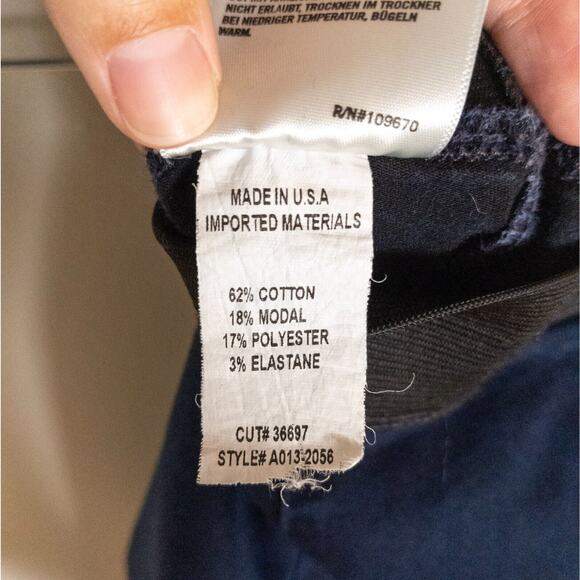 NICHT ERLAUBT, TROCKNEN IM TROCKNER
BEI NIEDRIGER TEMPERATUR, BÜGELN
WARM.
R/N#109670
MADE IN U.S.A
IMPORTED MATERIALS
62% COTTON
18% MODAL
17% POLYESTER
3% ELASTANE
CUT# 36697
STYLE# A013-2056